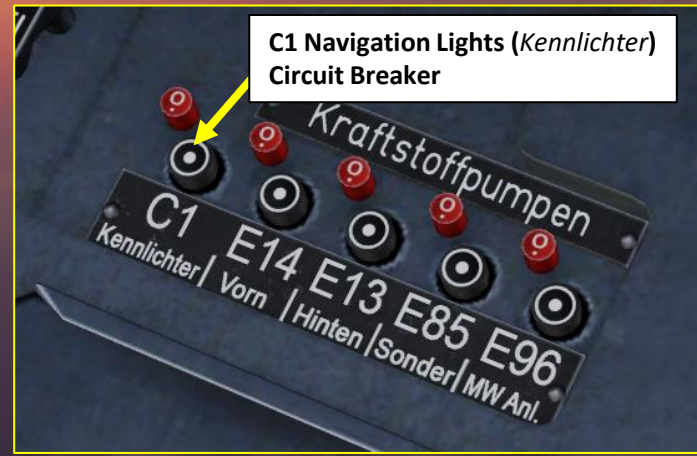 C1 Navigation Lights (Kennlichter)
Circuit Breaker
Kraftstoffpumpen
C1 E14 E13 E85 E96
Kennlichter Vorn Hinten Sonder MW Anl.